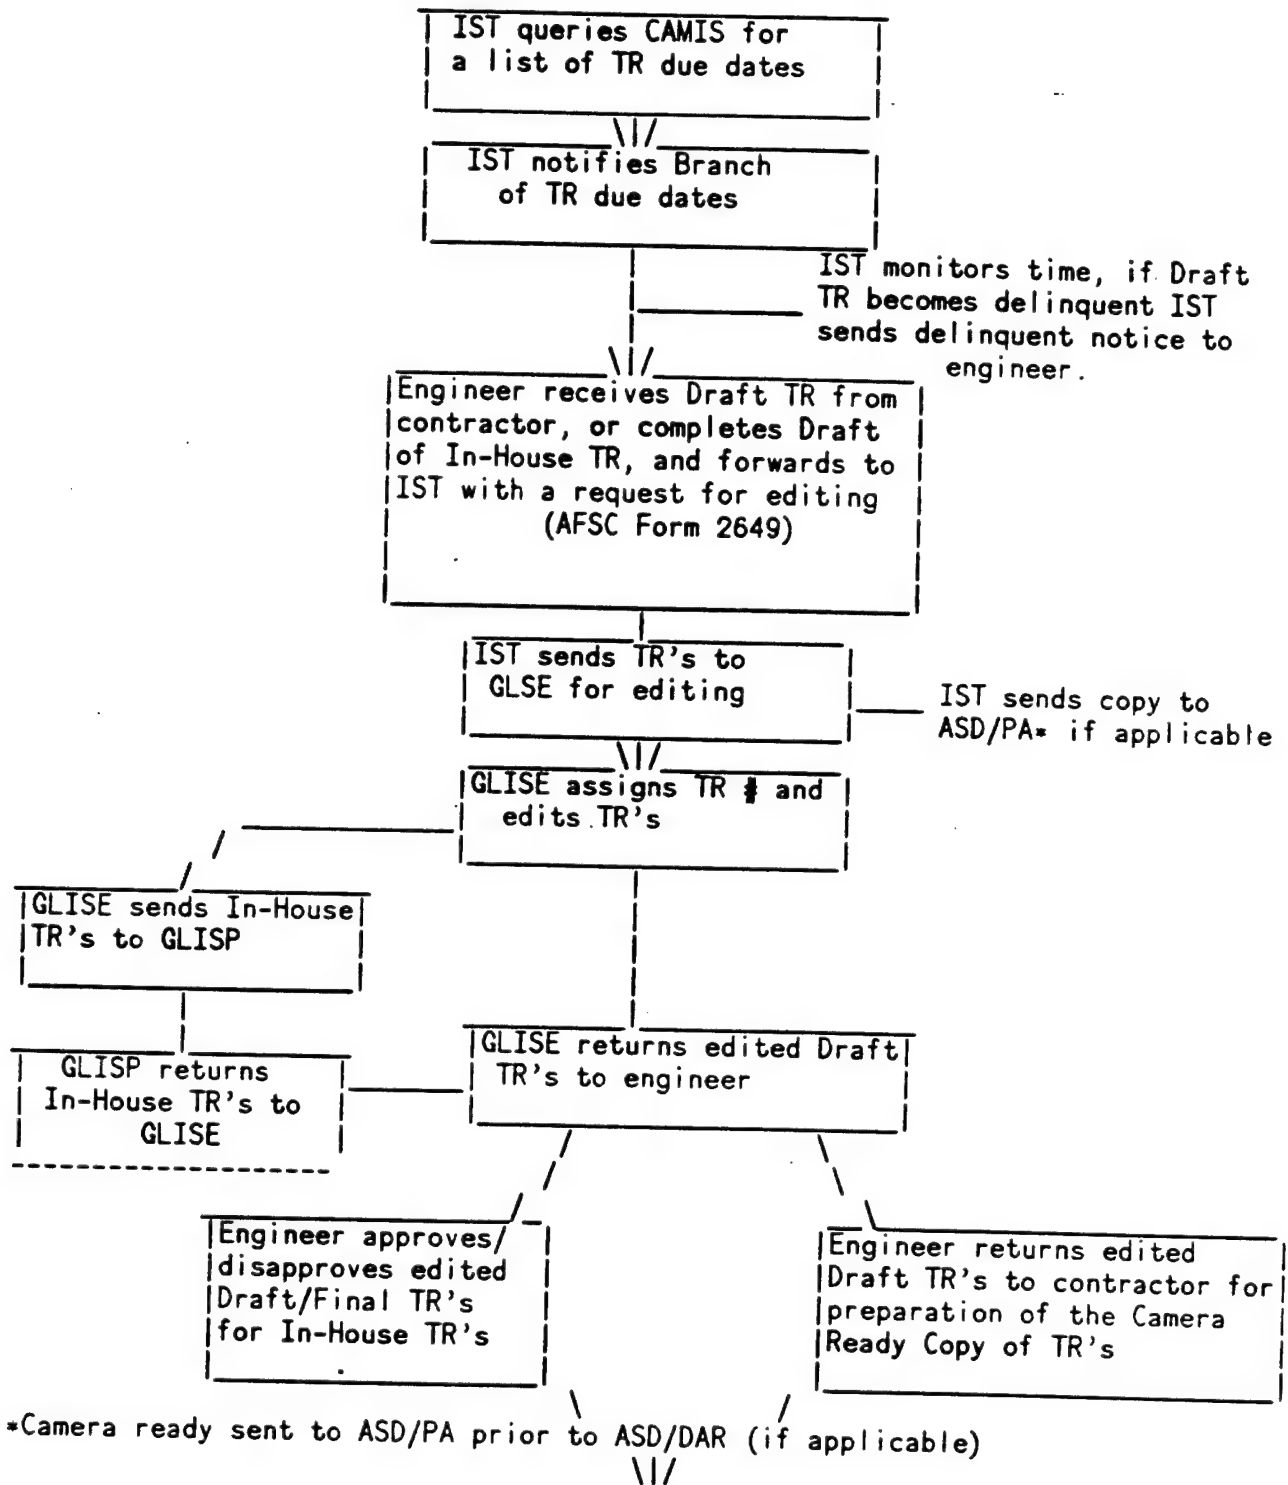 IST queries CAMIS for
a list of TR due dates
IST notifies Branch
of TR due dates
IST monitors time, if Draft
TR becomes delinquent IST
sends delinquent notice to
engineer.
Engineer receives Draft TR from
contractor, or completes Draft
of In-House TR, and forwards to
IST with a request for editing
(AFSC Form 2649)
IST sends TR's to
GLSE for editing
IST sends copy to
ASD/PA* if applicable
GLISE assigns TR # and
edits TR's
GLISE sends In-House
TR's to GLISP
GLISP returns
In-House TR's to
GLISE
GLISE returns edited Draft
TR's to engineer
Engineer approves/
disapproves edited
Draft/Final TR's
for In-House TR's
Engineer returns edited
Draft TR's to contractor for
preparation of the Camera
Ready Copy of TR's
*Camera ready sent to ASD/PA prior to ASD/DAR (if applicable)